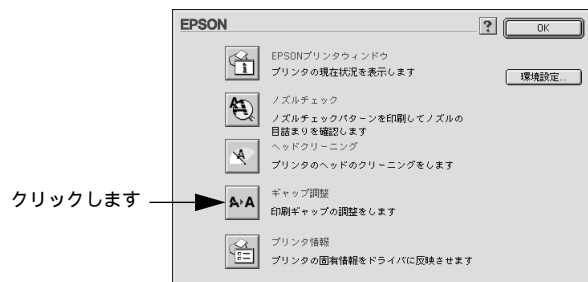 EPSON
? OK
EPSONプリンタウィンドウ
プリンタの現在状況を表示します
環境設定...
ノズルチェック
ノズルチェックパターンを印刷してノズルの
目詰まりを確認します
ヘッドクリーニング
プリンタのヘッドのクリーニングをします
クリックします
A▸A
ギャップ調整
印刷ギャップの調整をします
プリンタ情報
プリンタの固有情報をドライバに反映させます